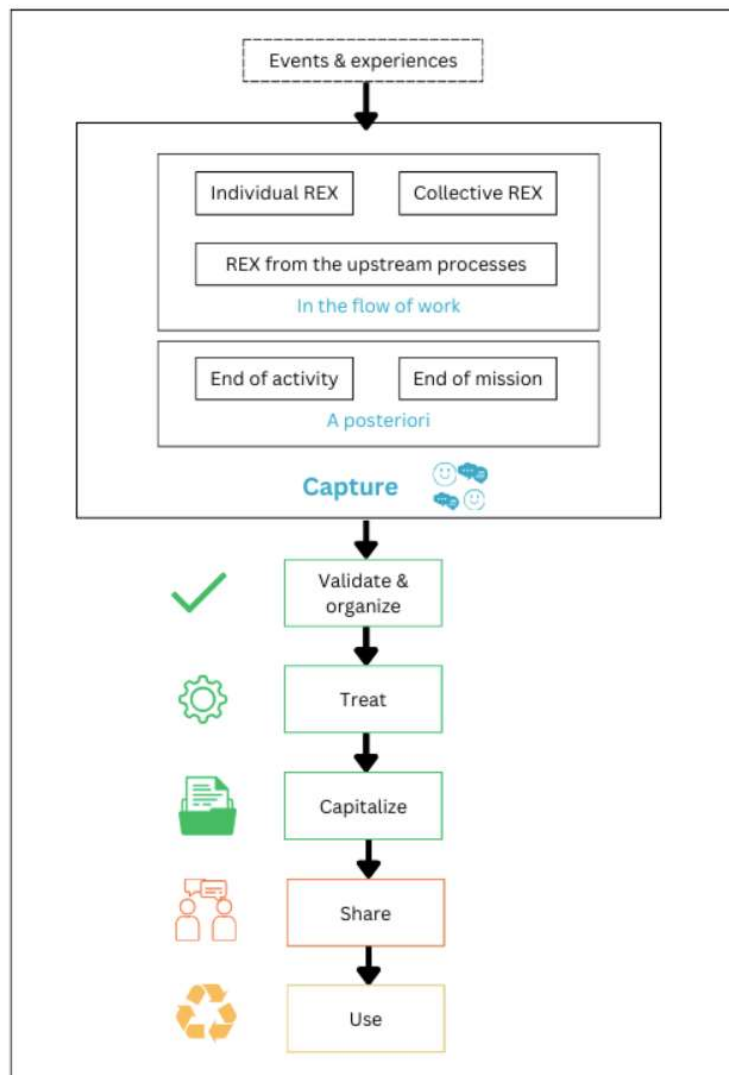 Events & experiences
Individual REX
Collective REX
REX from the upstream processes
In the flow of work
End of activity
End of mission
A posteriori
Capture
Validate &
organize
Treat
Capitalize
Share
Use